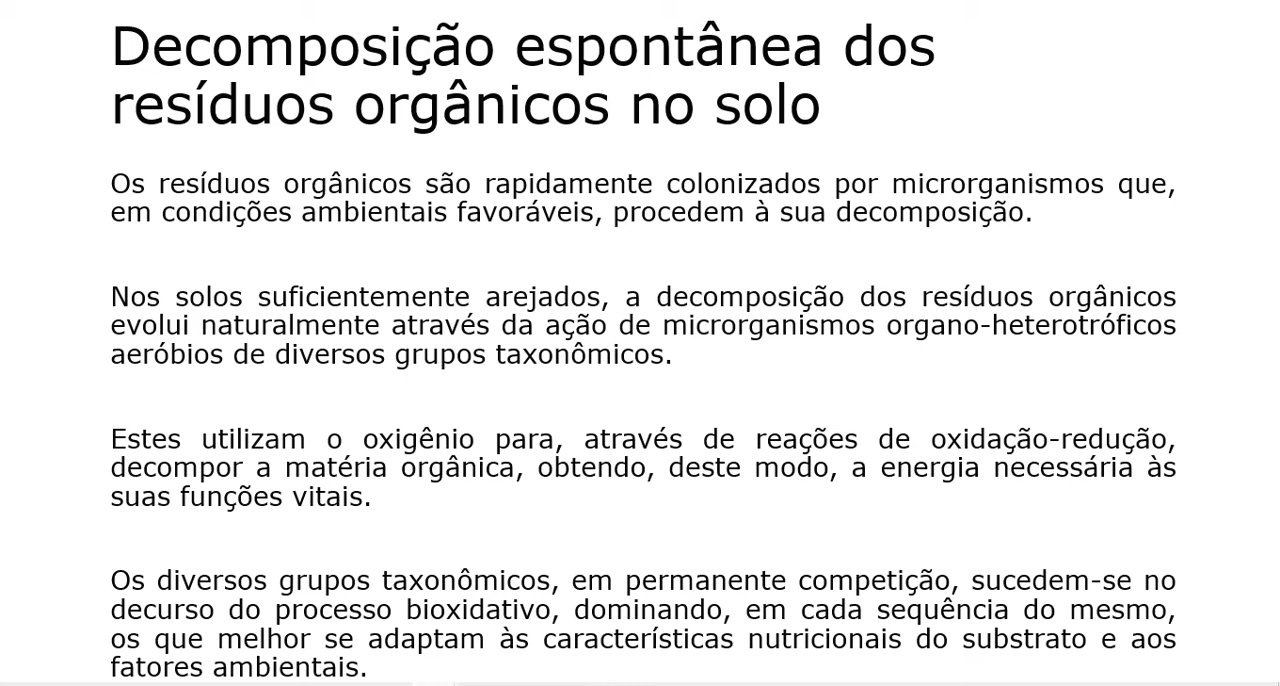 Decomposição espontânea dos
resíduos orgânicos no solo
Os resíduos orgânicos são rapidamente colonizados por microrganismos que,
em condições ambientais favoráveis, procedem à sua decomposição.
Nos solos suficientemente arejados, a decomposição dos resíduos orgânicos
evolui naturalmente através da ação de microrganismos organo-heterotróficos
aeróbios de diversos grupos taxonômicos.
Estes utilizam o oxigênio para, através de reações de oxidação-redução,
decompor a matéria orgânica, obtendo, deste modo, a energia necessária às
suas funções vitais.
Os diversos grupos taxonômicos, em permanente competição, sucedem-se no
decurso do processo bioxidativo, dominando, em cada sequência do mesmo,
os que melhor se adaptam às características nutricionais do substrato e aos
fatores ambientais.